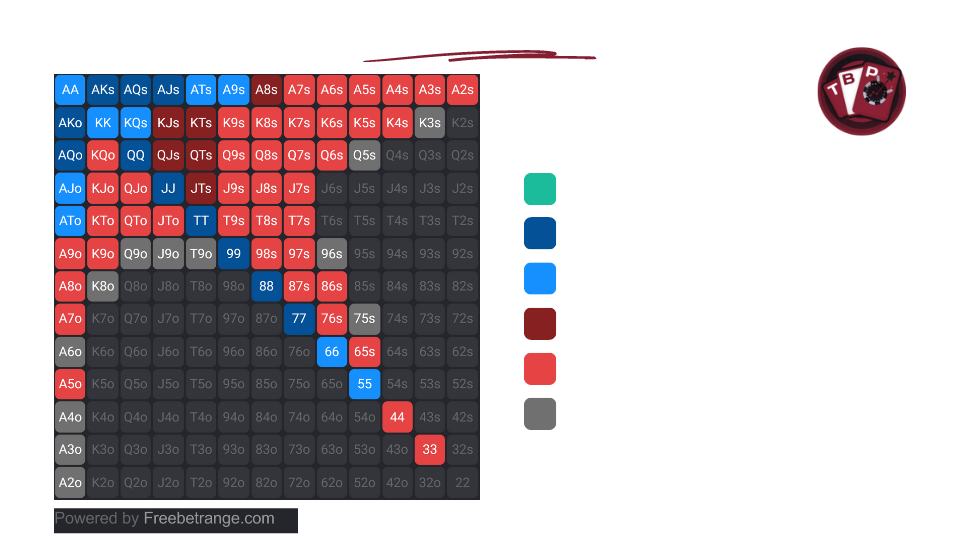 AA AKs AQs AJs ATs A9s A8s A7s A6s A5s A4s A3s A2s
AKo KK KQs KJs KTs K9s K8s K7s K6s K5s K4s K3s K2s
AQo KQo QQ QJs QTs Q9s Q8s Q7s Q6s Q5s Q4s Q3s Q2s
AJo KJo QJo JJ JTs J9s J8s J7s J6s J5s J4s J3s J2s
ATo KTo QTo JTo TT T9s T8s T7s T6s T5s T4s T3s T2s
A9o K9o Q9o J9o T9o 99 98s 97s 96s 95s 94s 93s 92s
A8o K8o Q8o J8o T8o 98o 88 87s 86s 85s 84s 83s 82s
A7o K7o Q7o J7o T7o 97o 87o 77 76s 75s 74s 73s 72s
A6o K6o Q6o J6o T6o 96o 86o 76o 66 65s 64s 63s 62s
A5o K5o Q5o J5o T5o 95o 85o 75o 65o 55 54s 53s 52s
A4o K4o Q4o J4o T4o 94o 84o 74o 64o 54o 44 43s 42s
A3o K3o Q3o J3o T3o 93o 83o 73o 63o 53o 43o 33 32s
A2o K2o Q2o J2o T2o 92o 82o 72o 62o 52o 42o 32o 22
Powered by Freebetrange.com
T B P